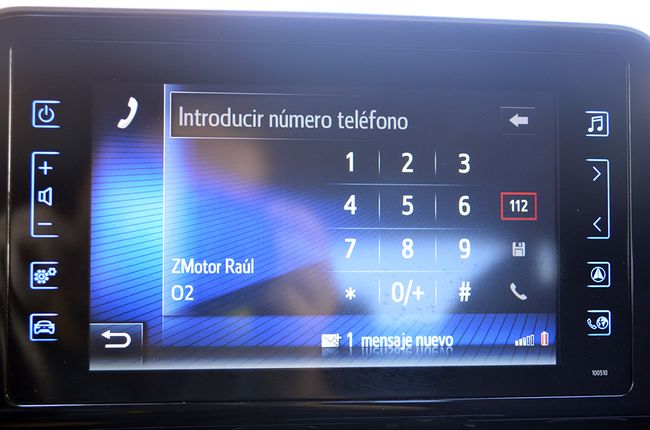 Introducir número teléfono
1 2 3
4 5 6 112
7 8 9
* 0/+ #
ZMotor Raúl
O2
1 mensaje nuevo
100510